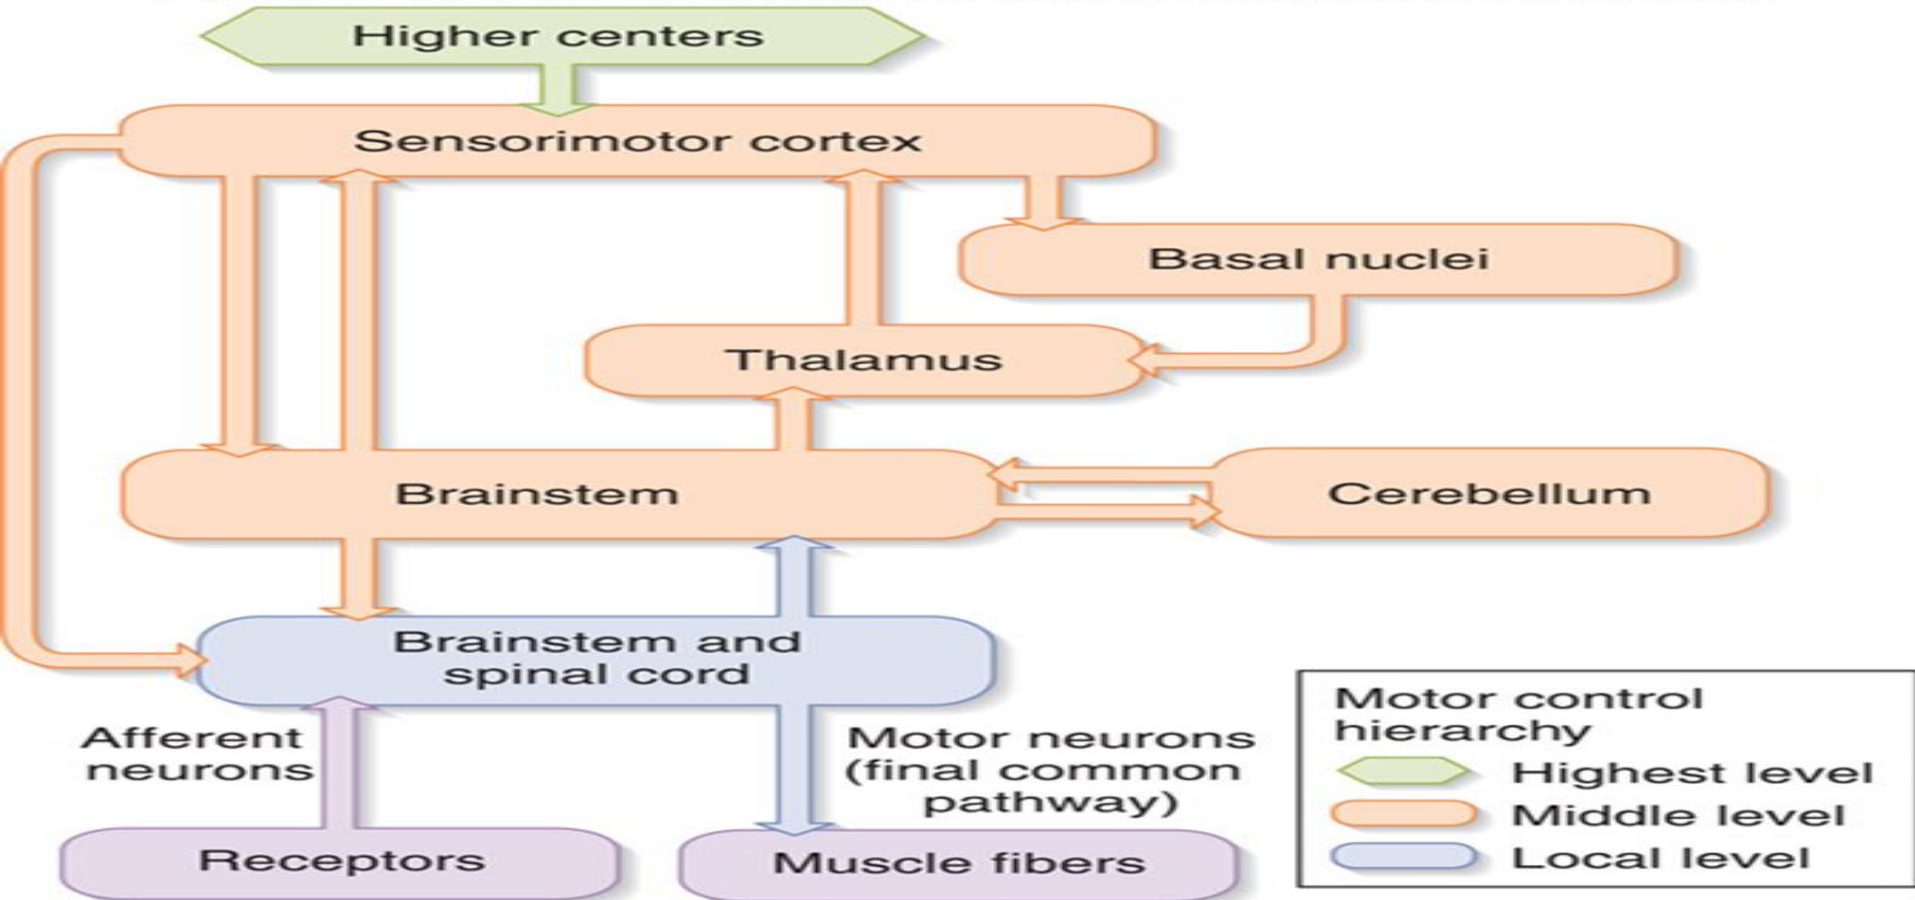 Higher centers
Sensorimotor cortex
Basal nuclei
Thalamus
Brainstem
Cerebellum
Brainstem and
spinal cord
Afferent
neurons
Motor neurons
(final common
pathway)
Receptors
Muscle fibers
Motor control
hierarchy
Highest level
Middle level
Local level